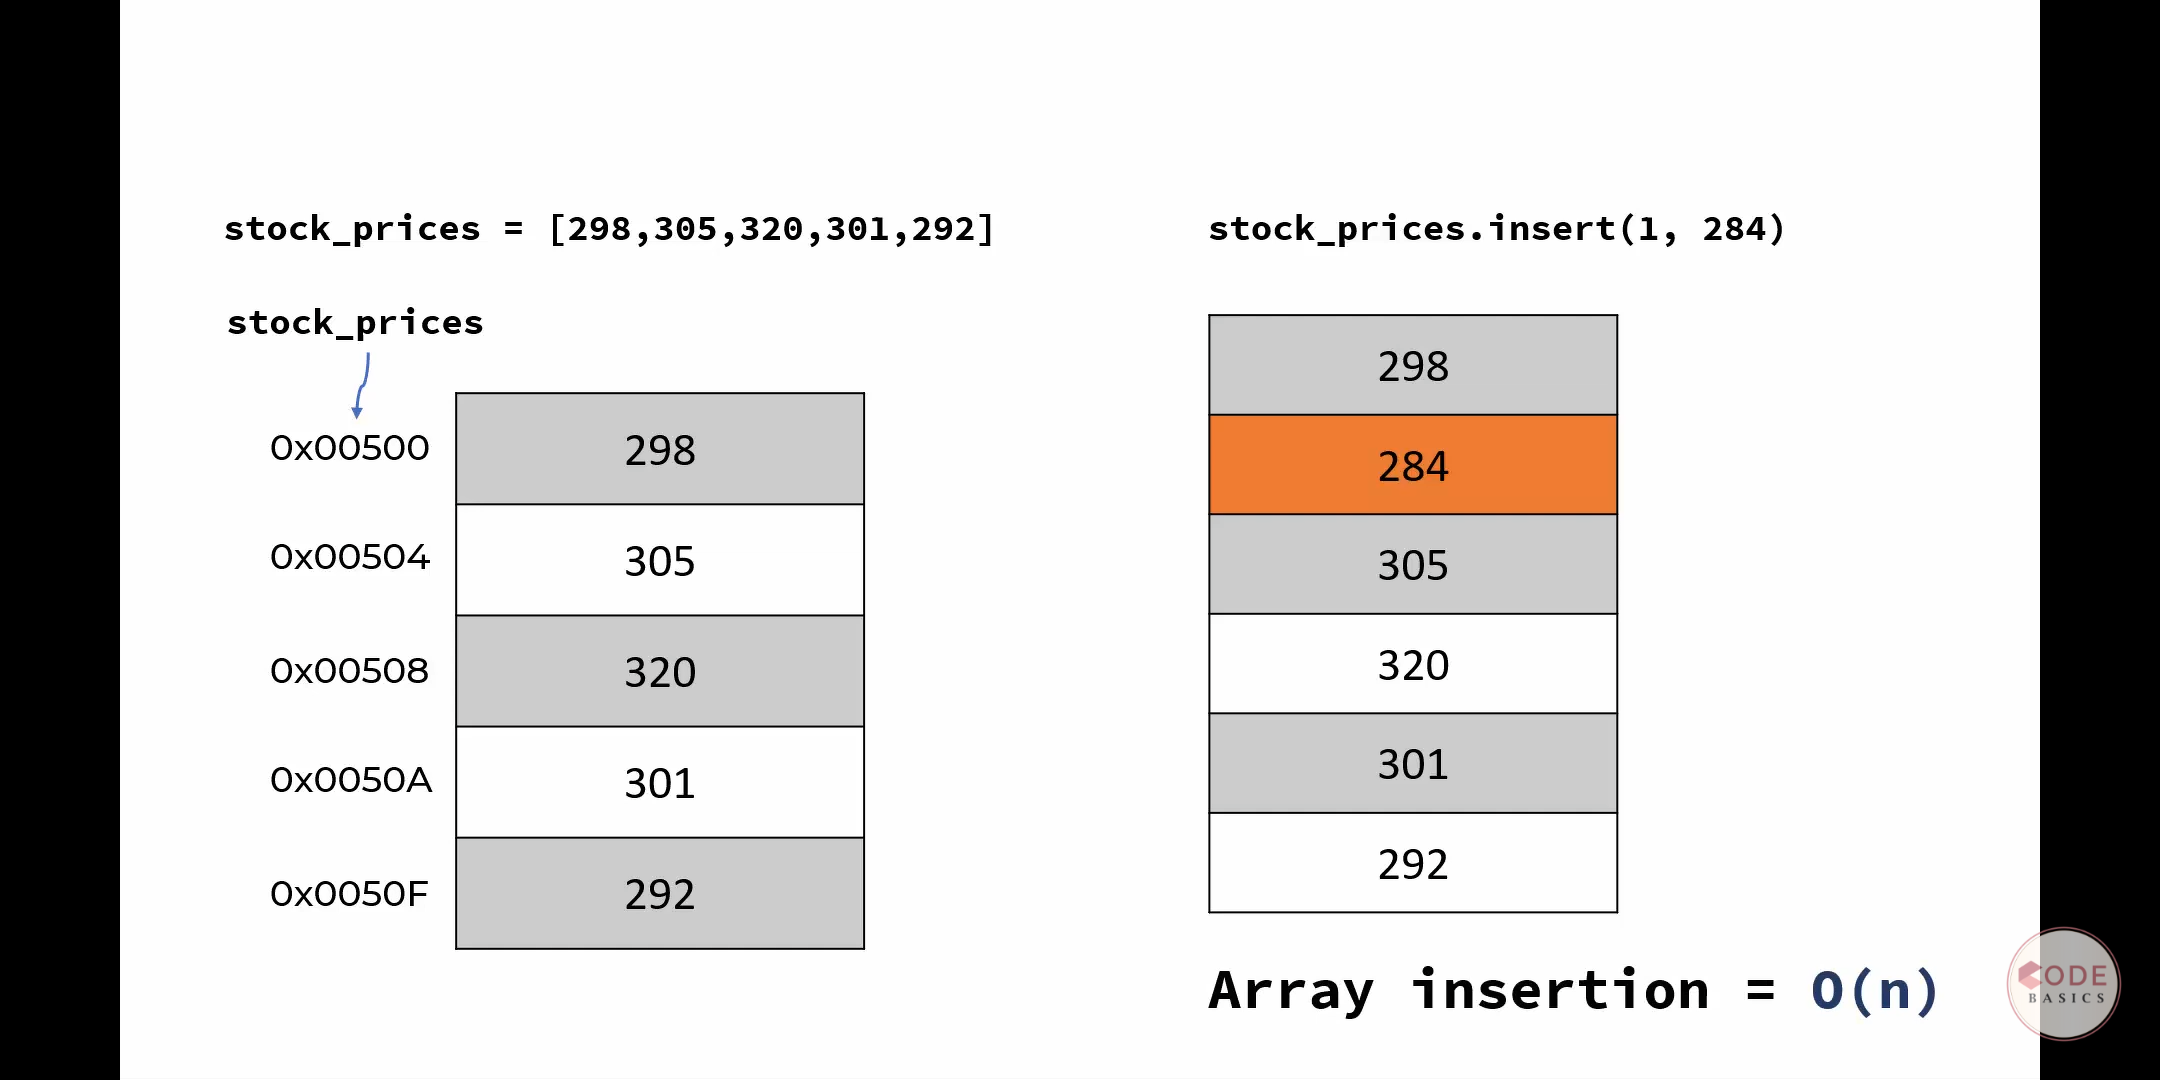 stock_prices = [298,305,320,301,292]
stock_prices
0x00500
298
0x00504
305
0x00508
320
0x0050A
301
0x0050F
292
stock_prices.insert(1, 284)
298
284
305
320
301
292
Array insertion = O(n)
CODE
BASICS